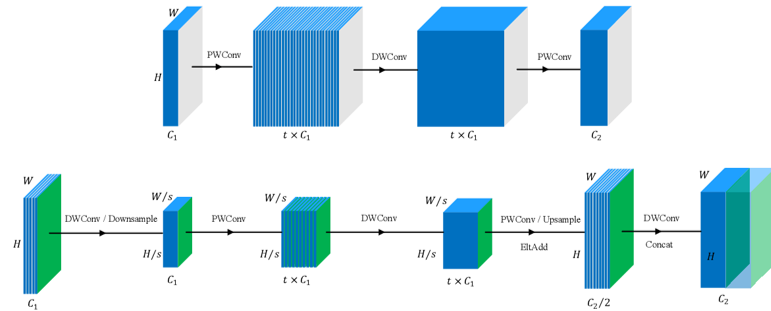 W
PWConv
DWConv
PWConv
H
C₁
t × C₁
t × C₁
C₂
W
W/s
W/s
W/s
W
W
DWConv / Downsample
PWConv
DWConv
PWConv / Upsample
DWConv
H
H/s
H/s
H/s
EltAdd
H
Concat
H
C₁
C₁
t × C₁
t × C₁
C₂/2
C₂